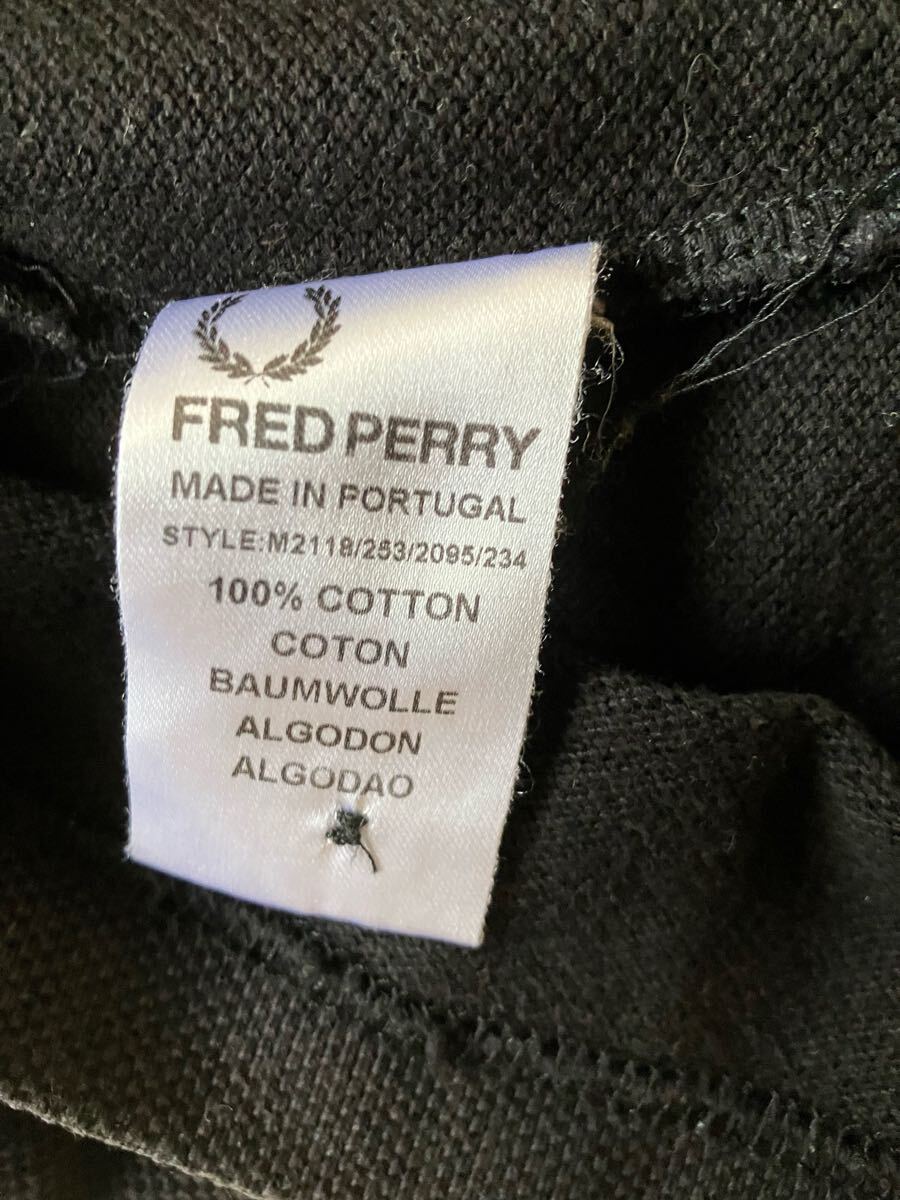 FRED PERRY
MADE IN PORTUGAL
STYLE:M2118/253/2095/234
100% COTTON
COTON
BAUMWOLLE
ALGODON
ALGODAO